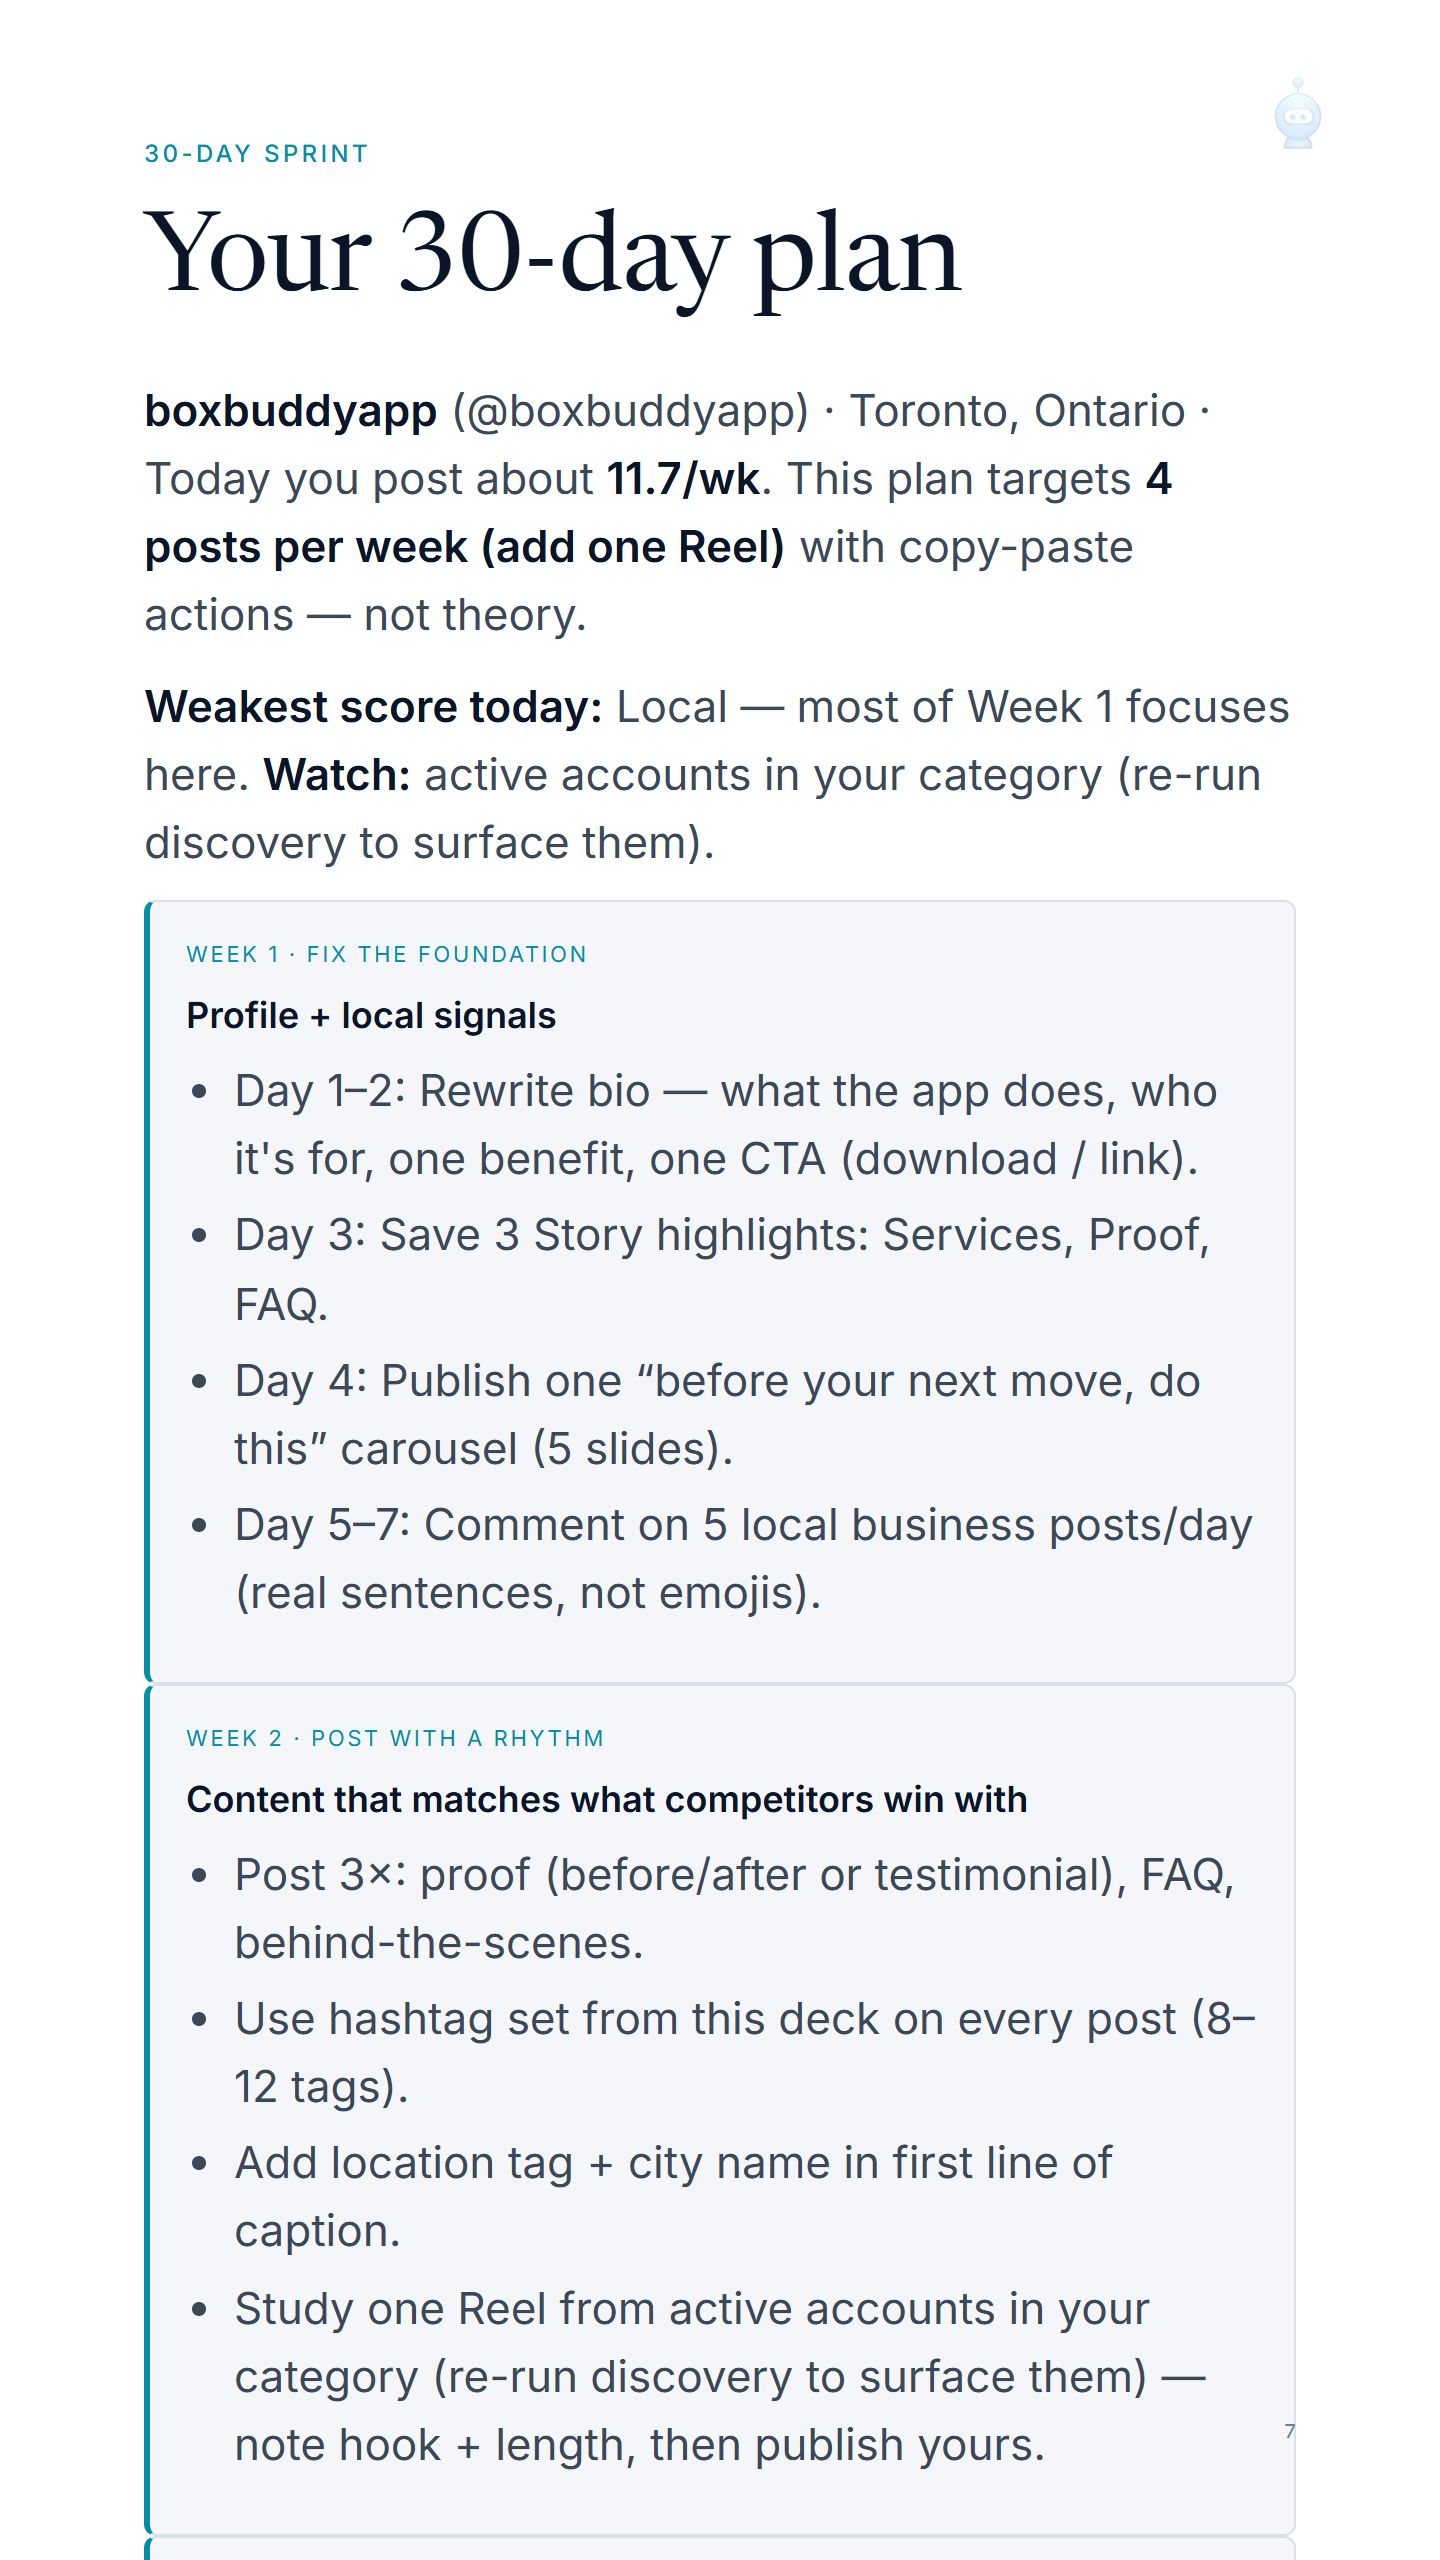 30-DAY SPRINT
Your 30-day plan
boxbuddyapp (@boxbuddyapp) · Toronto, Ontario ·
Today you post about 11.7/wk. This plan targets 4
posts per week (add one Reel) with copy-paste
actions — not theory.
Weakest score today: Local — most of Week 1 focuses
here. Watch: active accounts in your category (re-run
discovery to surface them).
WEEK 1 · FIX THE FOUNDATION
Profile + local signals
• Day 1–2: Rewrite bio — what the app does, who
it's for, one benefit, one CTA (download / link).
• Day 3: Save 3 Story highlights: Services, Proof,
FAQ.
• Day 4: Publish one “before your next move, do
this” carousel (5 slides).
• Day 5–7: Comment on 5 local business posts/day
(real sentences, not emojis).
WEEK 2 · POST WITH A RHYTHM
Content that matches what competitors win with
• Post 3×: proof (before/after or testimonial), FAQ,
behind-the-scenes.
• Use hashtag set from this deck on every post (8–
12 tags).
• Add location tag + city name in first line of
caption.
• Study one Reel from active accounts in your
category (re-run discovery to surface them) —
note hook + length, then publish yours.
7